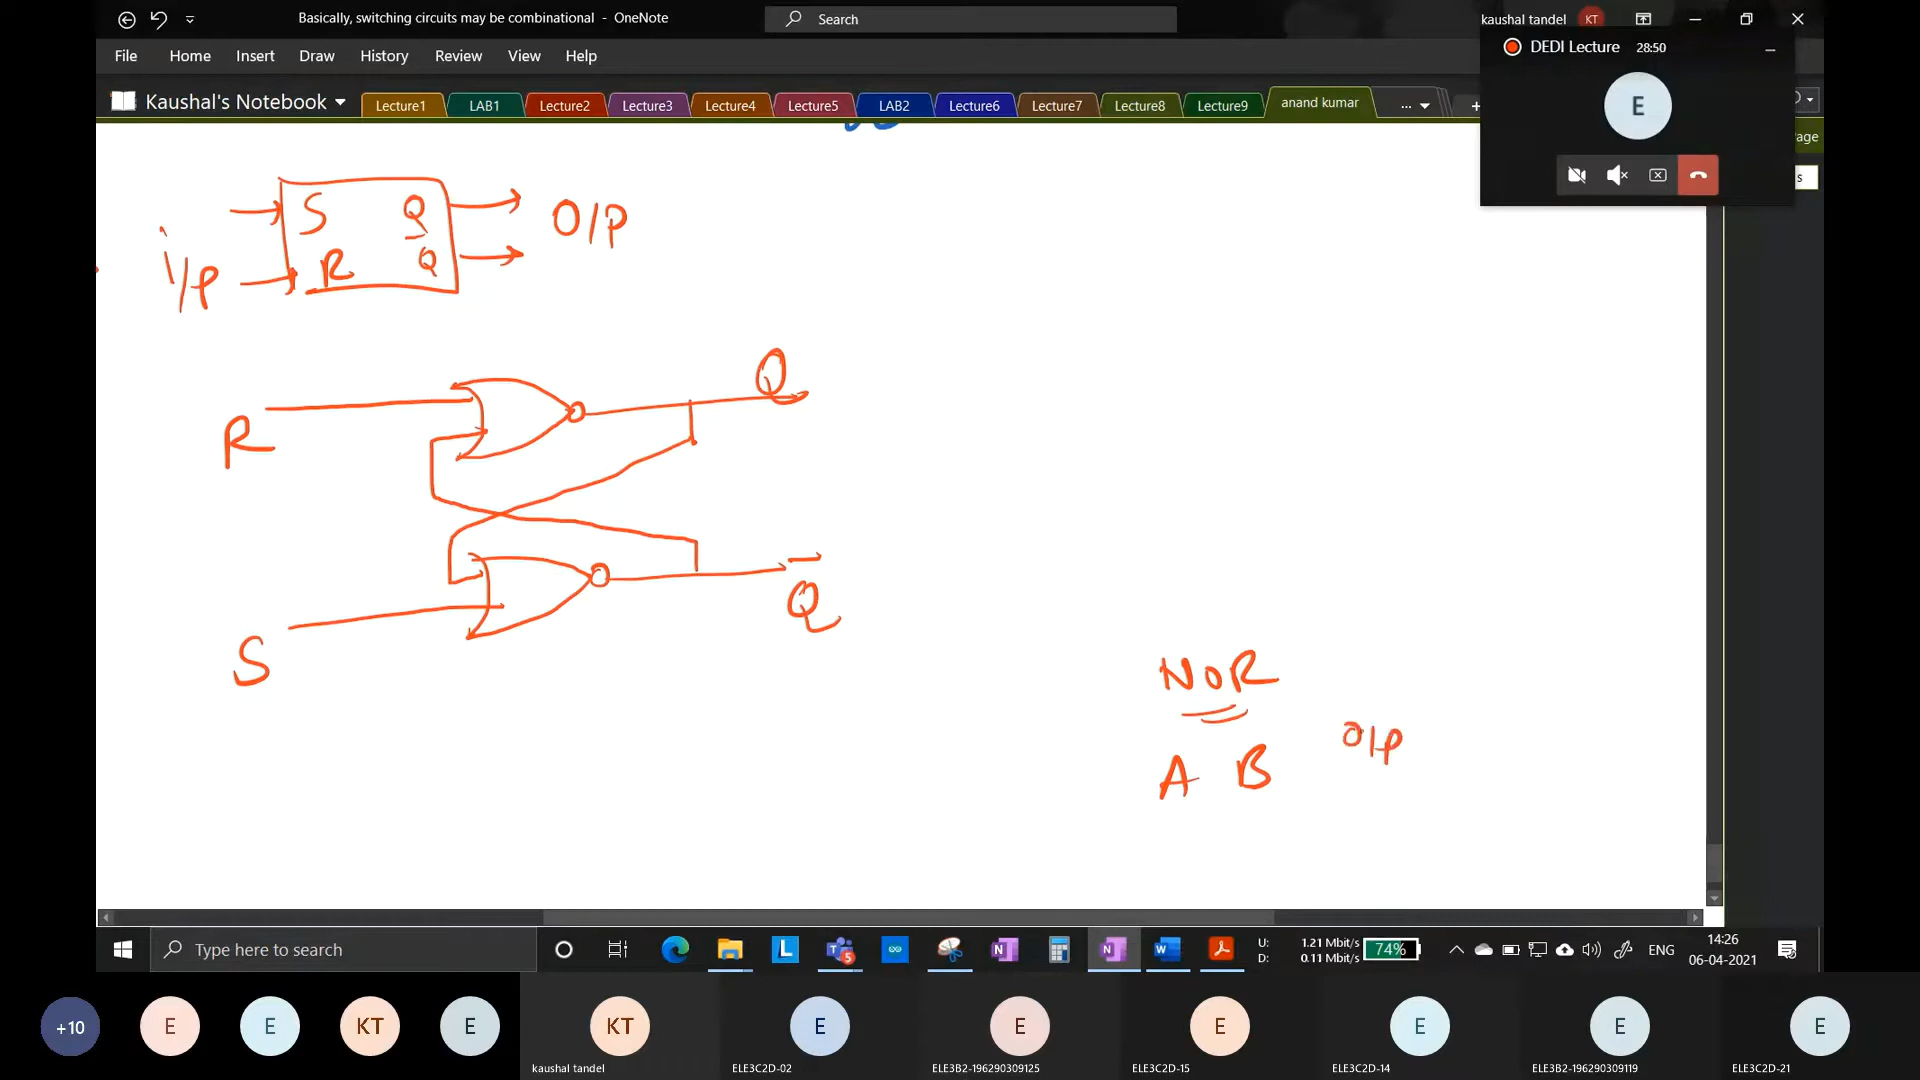 Basically, switching circuits may be combinational - OneNote
Search
kaushal tandel KT
File Home Insert Draw History Review View Help
DEDI Lecture 28:50
E
Kaushal's Notebook
Lecture1 LAB1 Lecture2 Lecture3 Lecture4 Lecture5 LAB2 Lecture6 Lecture7 Lecture8 Lecture9 anand kumar ... +
age
s
S Q O/P
i/p R Q̅
Q
R
Q̅
S
NOR
A B O/p
Type here to search
U: 1.21 Mbit/s
D: 0.11 Mbit/s
74%
ENG
14:26
06-04-2021
+10 E E KT E KT E E E E E E
kaushal tandel ELE3C2D-02 ELE3B2-196290309125 ELE3C2D-15 ELE3C2D-14 ELE3B2-196290309119 ELE3C2D-21